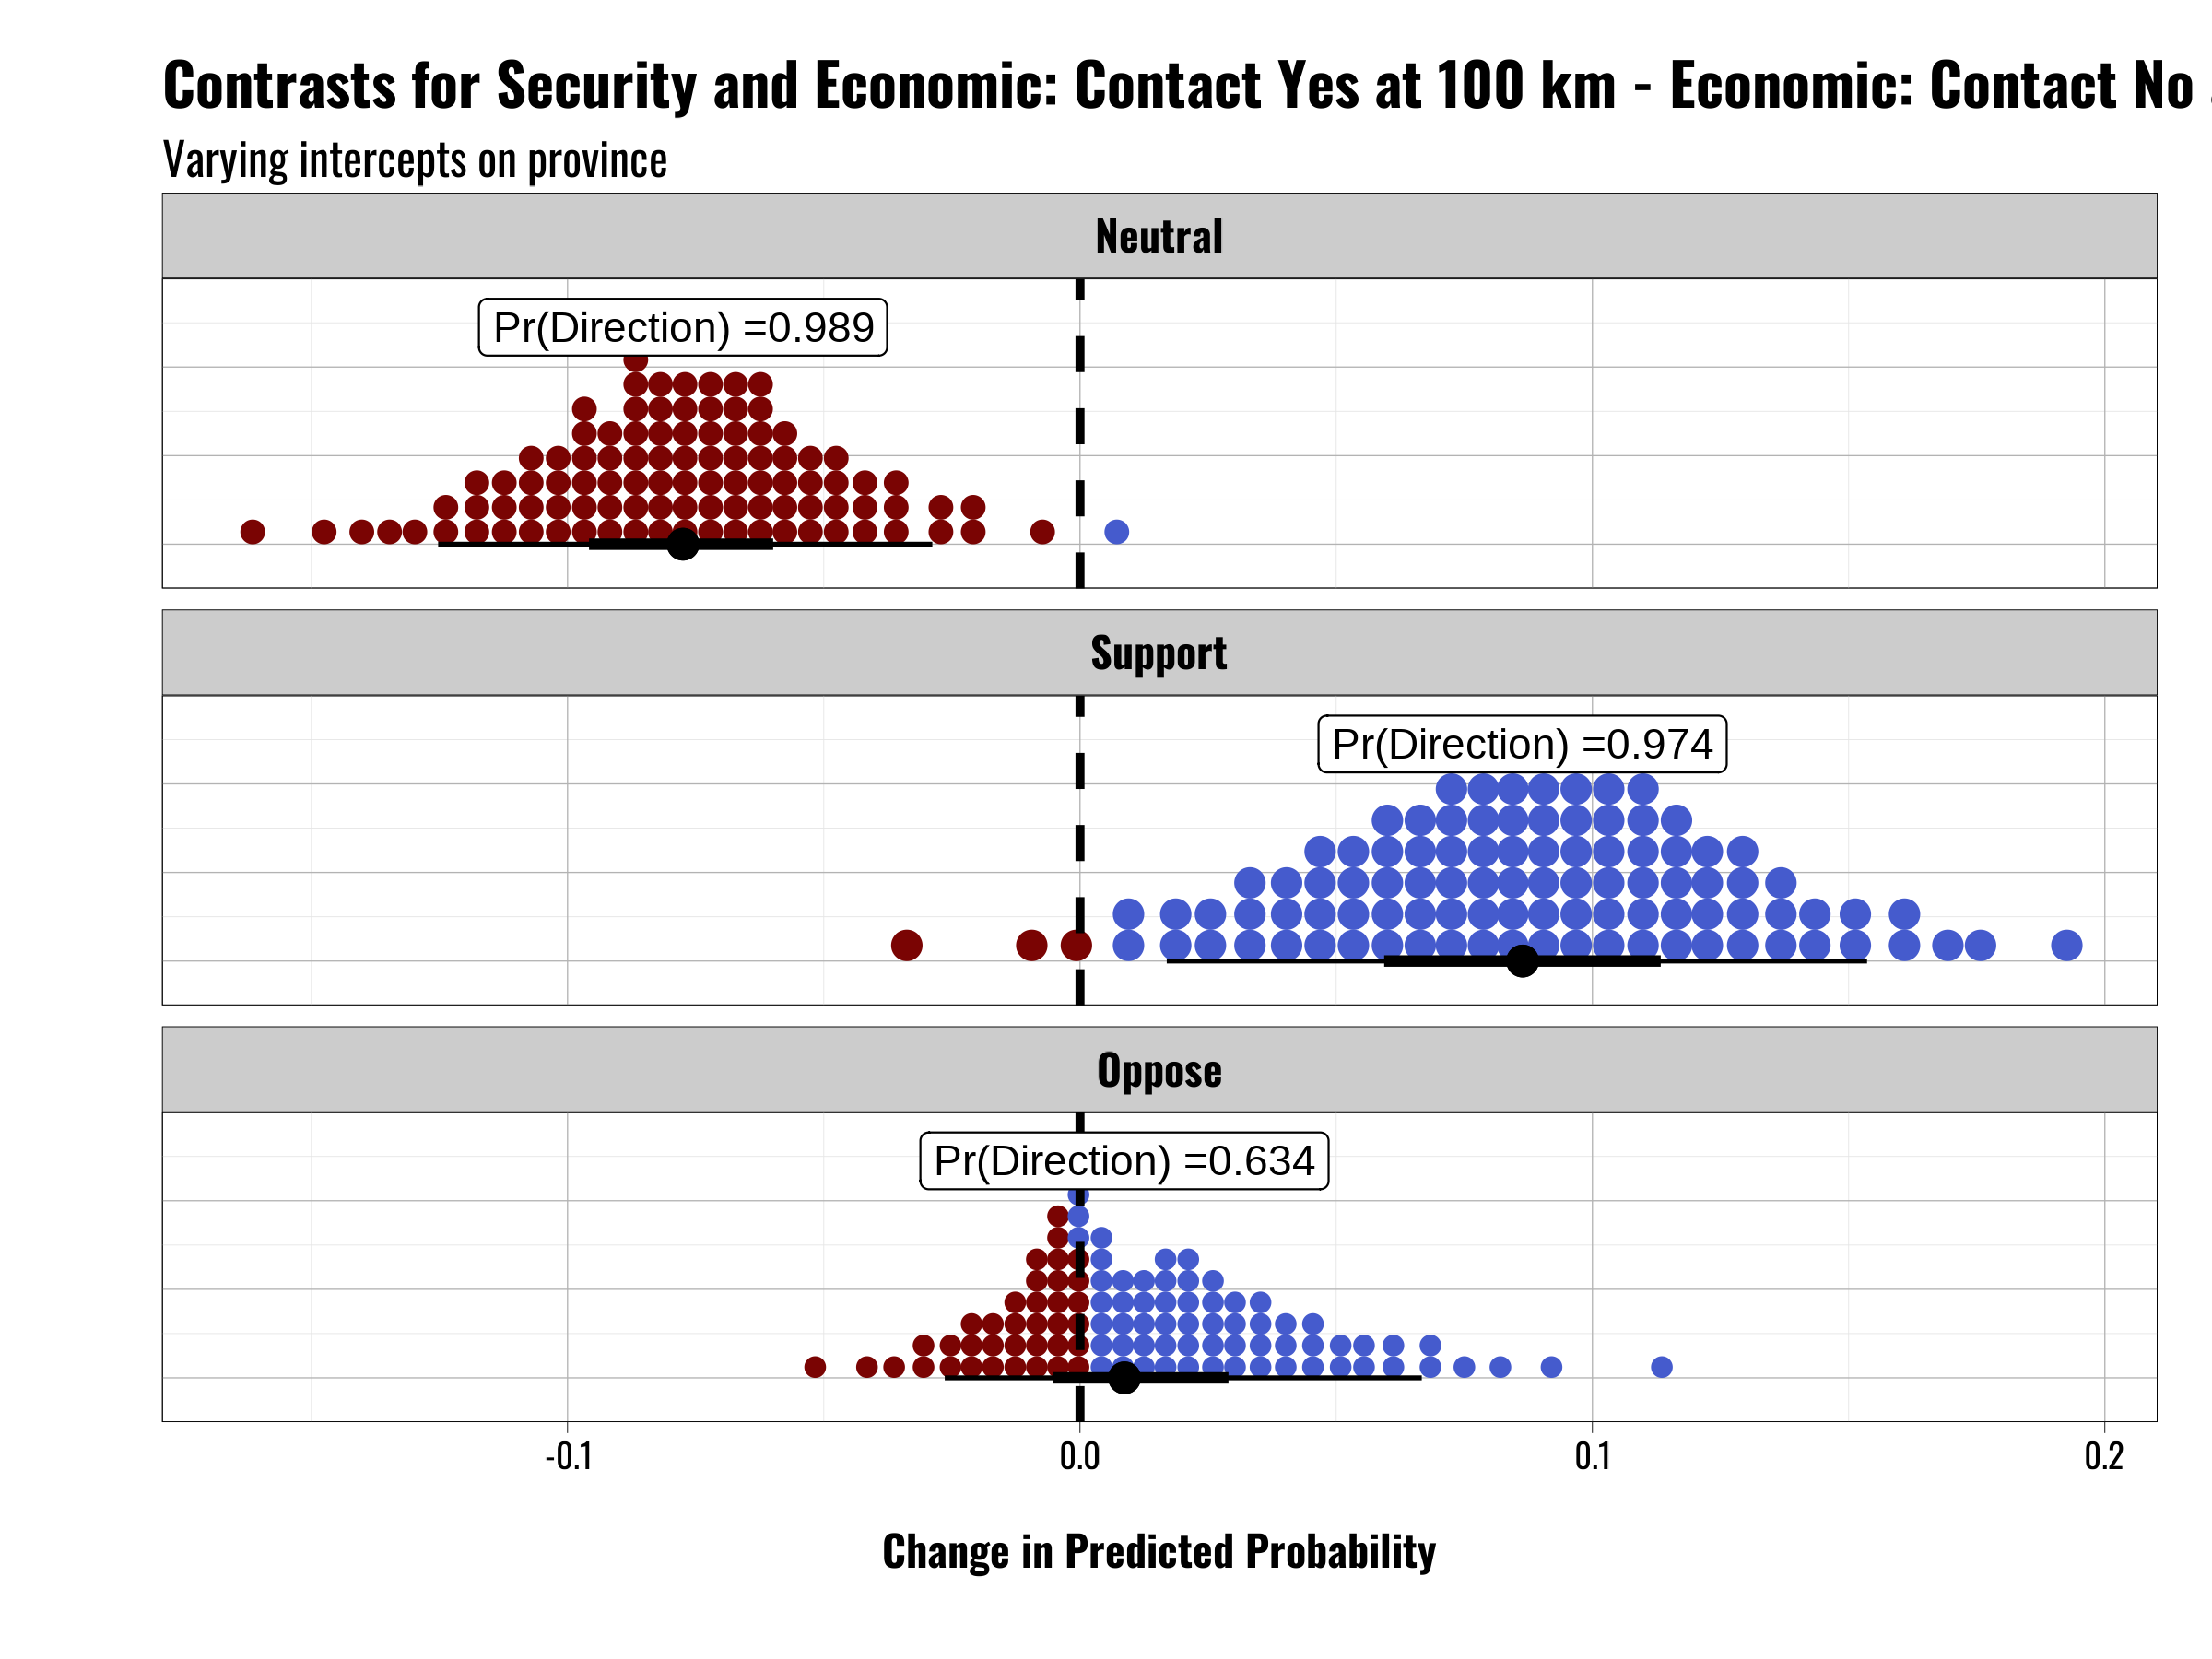 Contrasts for Security and Economic: Contact Yes at 100 km - Economic: Contact No
Varying intercepts on province
Neutral
Pr(Direction) =0.989
Support
Pr(Direction) =0.974
Oppose
Pr(Direction) =0.634
-0.1 0.0 0.1 0.2
Change in Predicted Probability